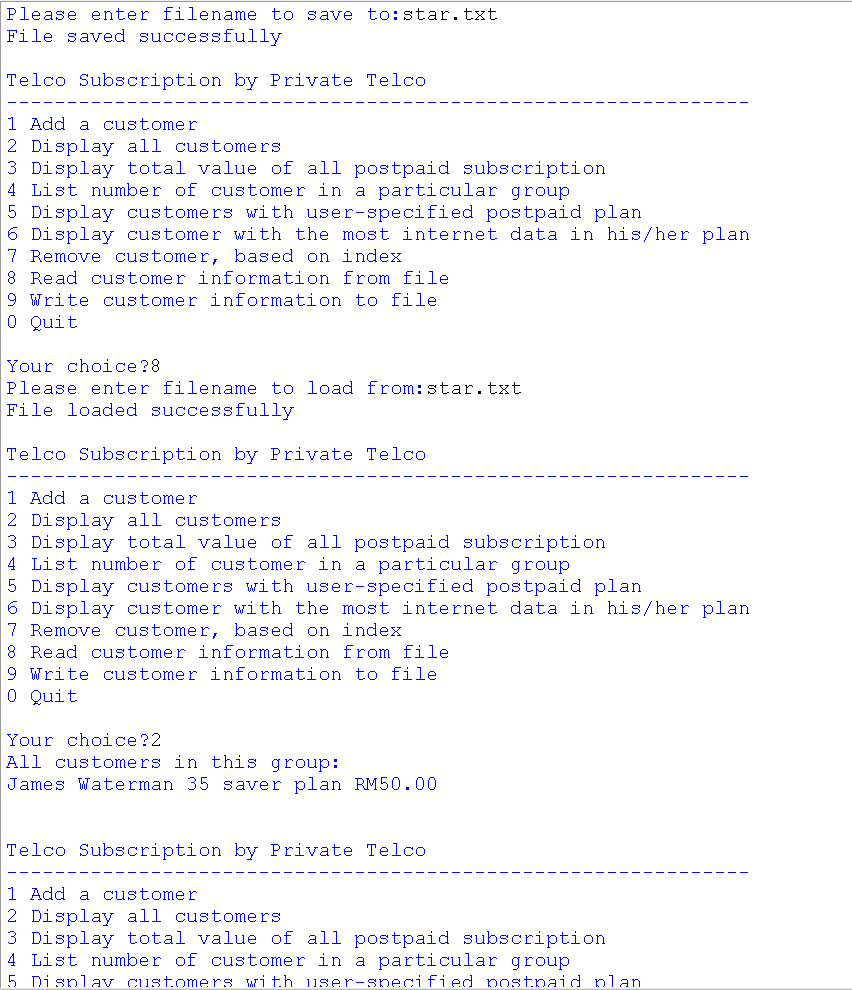 Please enter filename to save to:star.txt
File saved successfully
Telco Subscription by Private Telco
--------------------------------------------------------------
1 Add a customer
2 Display all customers
3 Display total value of all postpaid subscription
4 List number of customer in a particular group
5 Display customers with user-specified postpaid plan
6 Display customer with the most internet data in his/her plan
7 Remove customer, based on index
8 Read customer information from file
9 Write customer information to file
0 Quit
Your choice?8
Please enter filename to load from:star.txt
File loaded successfully
Telco Subscription by Private Telco
--------------------------------------------------------------
1 Add a customer
2 Display all customers
3 Display total value of all postpaid subscription
4 List number of customer in a particular group
5 Display customers with user-specified postpaid plan
6 Display customer with the most internet data in his/her plan
7 Remove customer, based on index
8 Read customer information from file
9 Write customer information to file
0 Quit
Your choice?2
All customers in this group:
James Waterman 35 saver plan RM50.00
Telco Subscription by Private Telco
--------------------------------------------------------------
1 Add a customer
2 Display all customers
3 Display total value of all postpaid subscription
4 List number of customer in a particular group
5 Display customers with user-specified postpaid plan